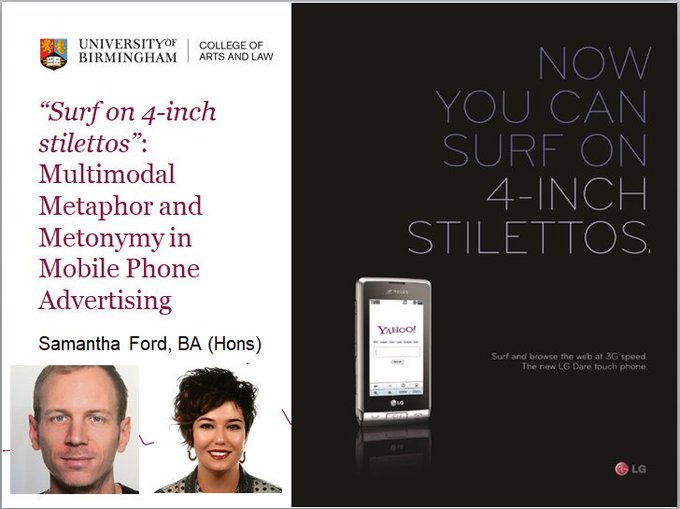 UNIVERSITY OF
BIRMINGHAM
COLLEGE OF
ARTS AND LAW
“Surf on 4-inch
stilettos”:
Multimodal
Metaphor and
Metonymy in
Mobile Phone
Advertising
Samantha Ford, BA (Hons)
NOW
YOU CAN
SURF ON
4-INCH
STILETTOS.
TELUS
YAHOO!
Surf and browse the web at 3G speed.
The new LG Dare touch phone.
LG
LG